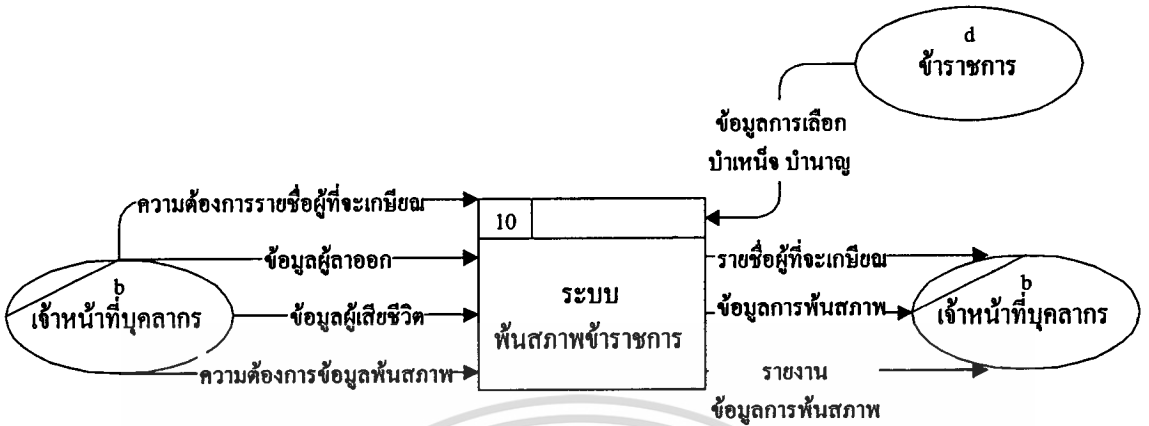 d
ข้าราชการ
ข้อมูลการเลือก
บำเหน็จ บำนาญ
ความต้องการรายชื่อผู้ที่จะเกษียณ
10
ข้อมูลผู้ลาออก
รายชื่อผู้ที่จะเกษียณ
b
เจ้าหน้าที่บุคลากร
ข้อมูลผู้เสียชีวิต
ระบบ
พ้นสภาพข้าราชการ
ข้อมูลการพ้นสภาพ
b
เจ้าหน้าที่บุคลากร
ความต้องการข้อมูลพ้นสภาพ
รายงาน
ข้อมูลการพ้นสภาพ